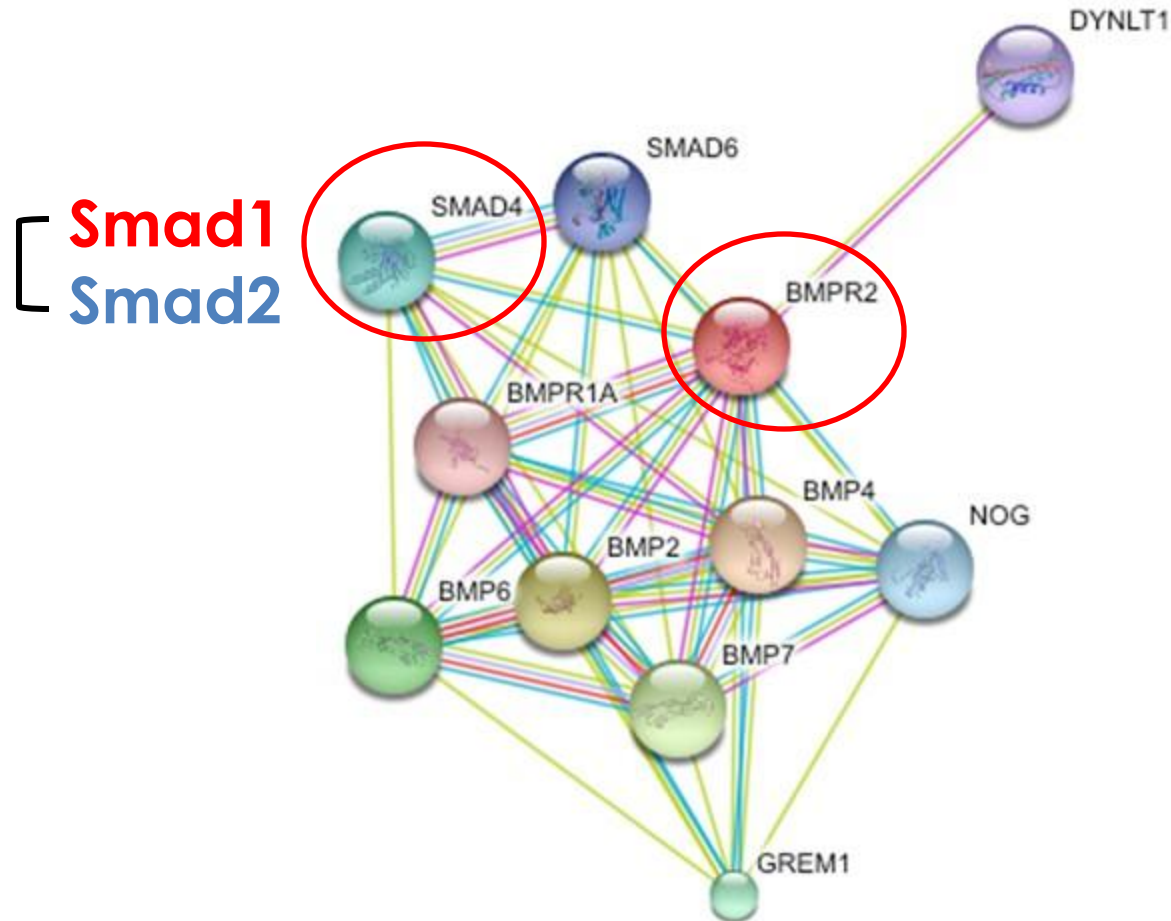 DYNLT1
SMAD6
SMAD4
Smad1
Smad2
BMPR2
BMPR1A
BMP4
NOG
BMP2
BMP6
BMP7
GREM1